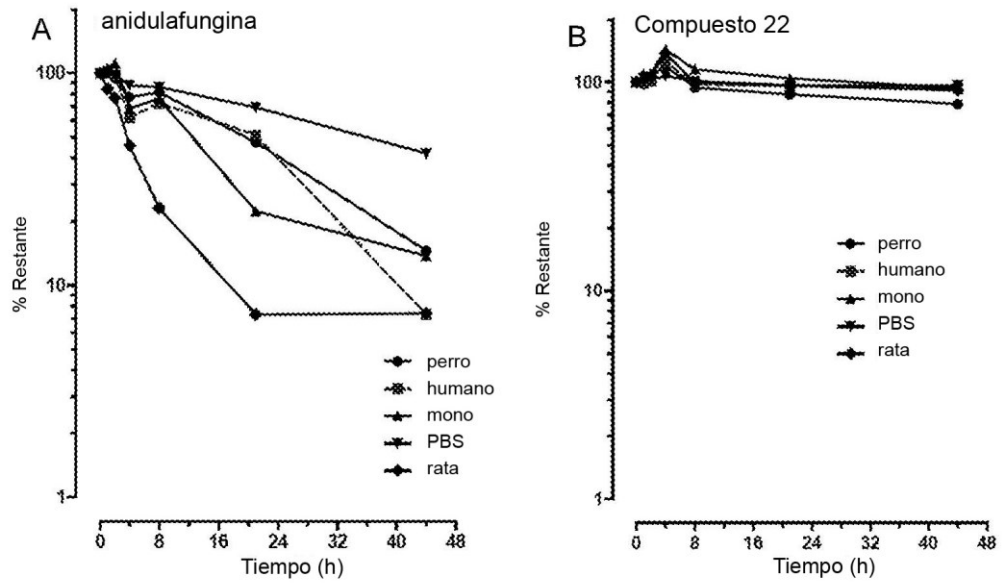 A
anidulafungina
% Restante
100
10
1
perro
humano
mono
PBS
rata
0 8 16 24 32 40 48
Tiempo (h)
B
Compuesto 22
% Restante
100
10
1
perro
humano
mono
PBS
rata
0 8 16 24 32 40 48
Tiempo (h)